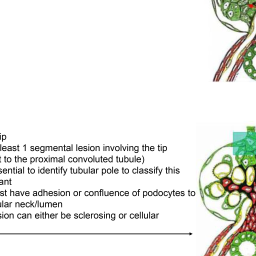 ip
least 1 segmental lesion involving the tip
t to the proximal convoluted tubule)
sential to identify tubular pole to classify this
ant
st have adhesion or confluence of podocytes to
ular neck/lumen
sion can either be sclerosing or cellular